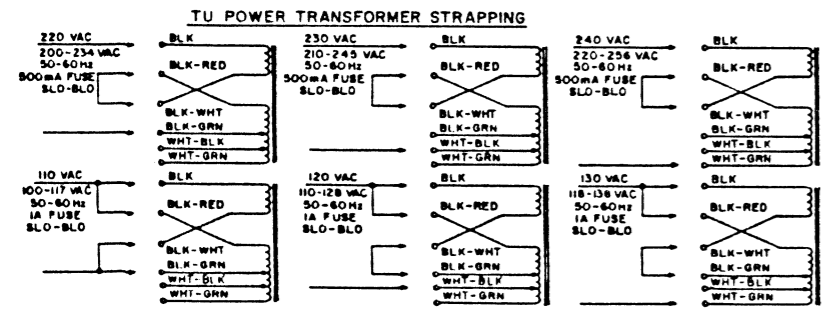 TU POWER TRANSFORMER STRAPPING
220 VAC
200-234 VAC
50-60Hz
500mA FUSE
SLO-BLO
BLK
BLK-RED
BLK-WHT
BLK-GRN
WHT-BLK
WHT-GRN
230 VAC
210-245 VAC
50-60Hz
500mA FUSE
SLO-BLO
BLK
BLK-RED
BLK-WHT
BLK-GRN
WHT-BLK
WHT-GRN
240 VAC
220-256 VAC
50-60Hz
500mA FUSE
SLO-BLO
BLK
BLK-RED
BLK-WHT
BLK-GRN
WHT-BLK
WHT-GRN
110 VAC
100-117 VAC
50-60Hz
1A FUSE
SLO-BLO
BLK
BLK-RED
BLK-WHT
BLK-GRN
WHT-BLK
WHT-GRN
120 VAC
110-128 VAC
50-60Hz
1A FUSE
SLO-BLO
BLK
BLK-RED
BLK-WHT
BLK-GRN
WHT-BLK
WHT-GRN
130 VAC
118-138 VAC
50-60Hz
1A FUSE
SLO-BLO
BLK
BLK-RED
BLK-WHT
BLK-GRN
WHT-BLK
WHT-GRN